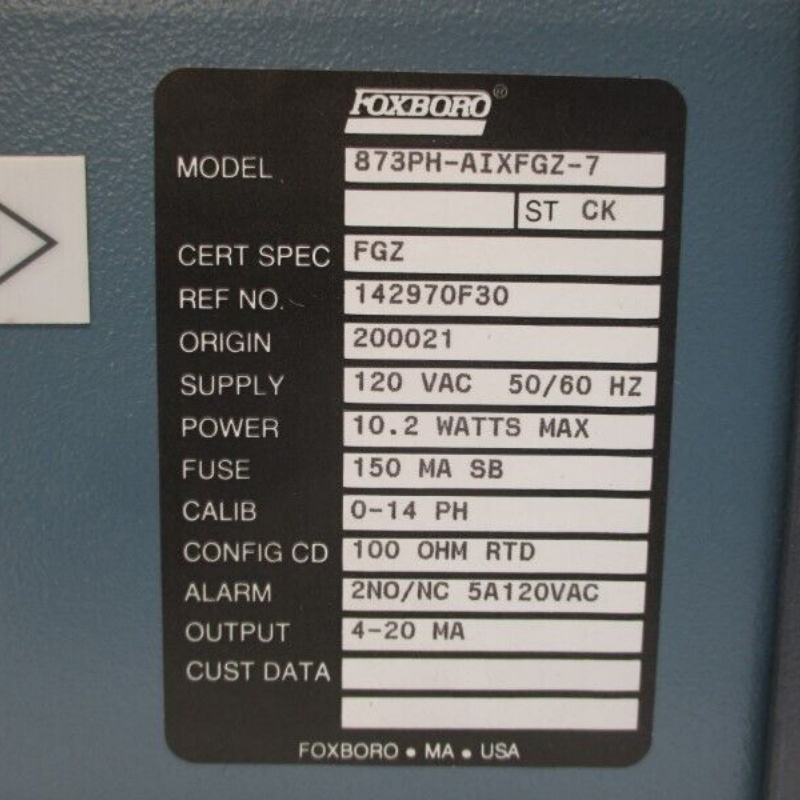 FOXBORO®
MODEL 873PH-AIXFGZ-7
ST CK
CERT SPEC FGZ
REF NO. 142970F30
ORIGIN 200021
SUPPLY 120 VAC 50/60 HZ
POWER 10.2 WATTS MAX
FUSE 150 MA SB
CALIB 0-14 PH
CONFIG CD 100 OHM RTD
ALARM 2NO/NC 5A120VAC
OUTPUT 4-20 MA
CUST DATA
FOXBORO • MA • USA